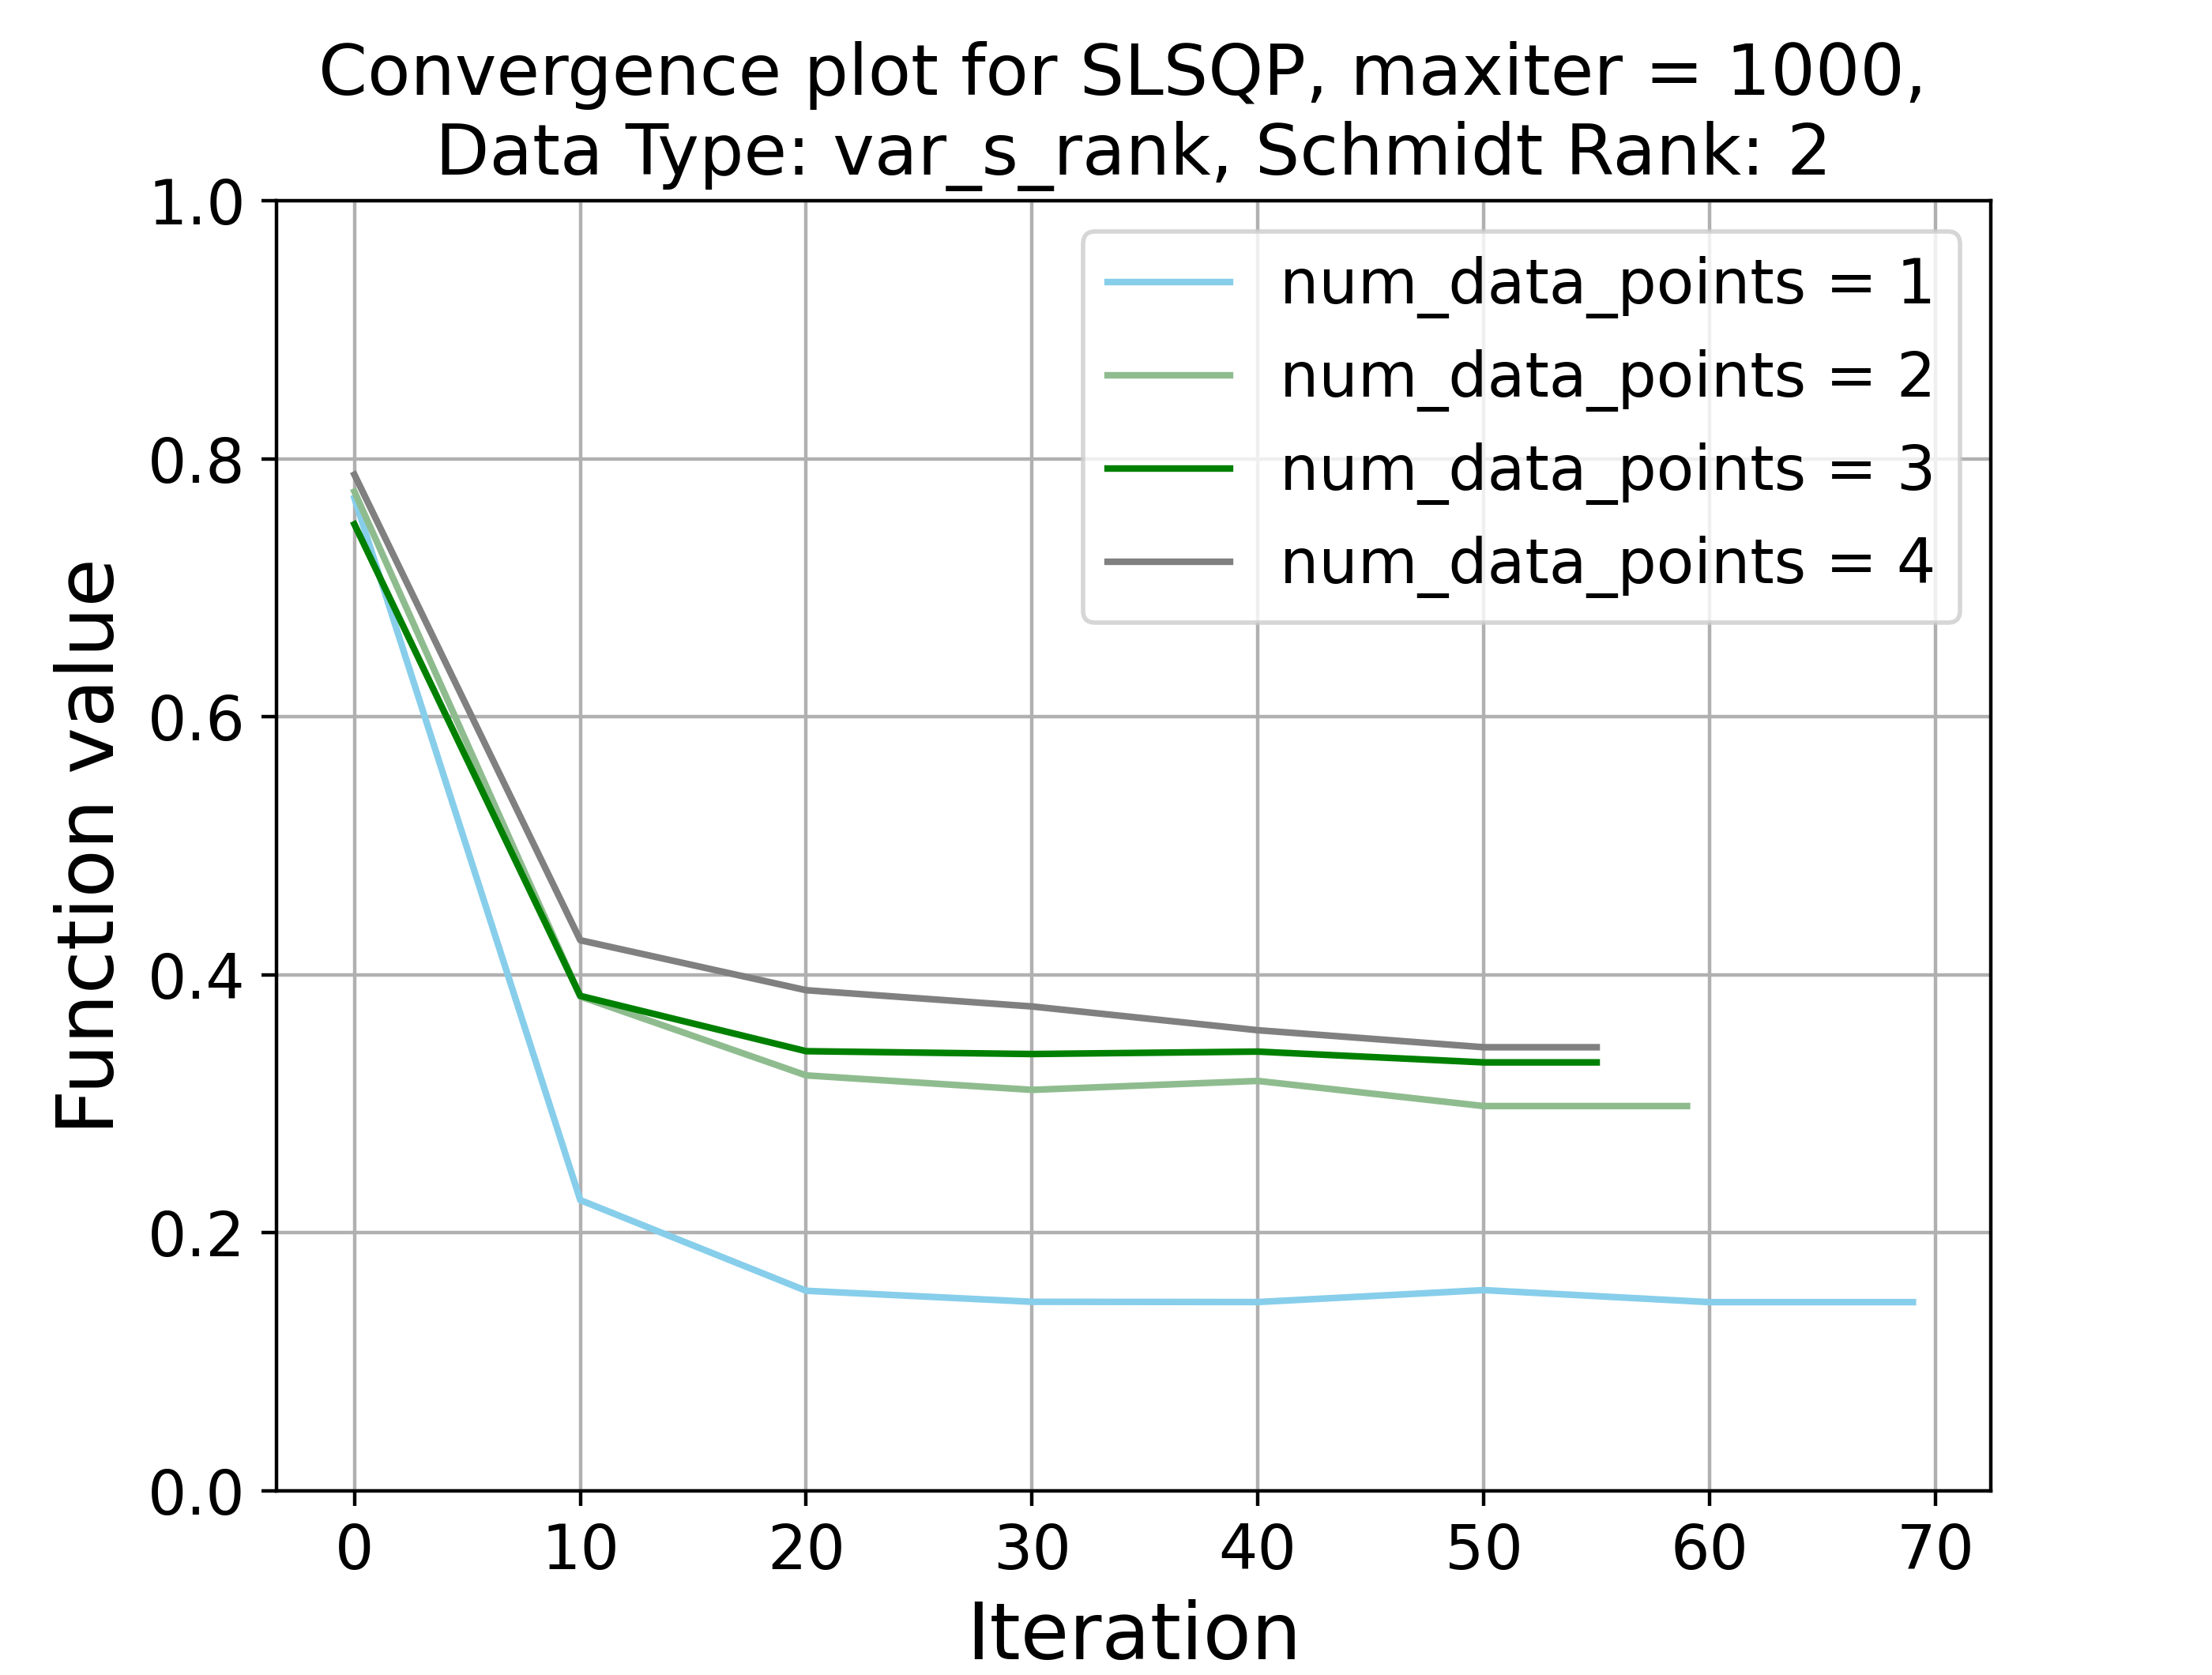 Convergence plot for SLSQP, maxiter = 1000,
Data Type: var_s_rank, Schmidt Rank: 2
1.0
0.8
0.6
0.4
0.2
0.0
Function value
num_data_points = 1
num_data_points = 2
num_data_points = 3
num_data_points = 4
0 10 20 30 40 50 60 70
Iteration